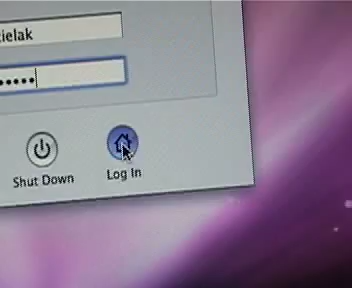 ielak
•••••
Shut Down
Log In